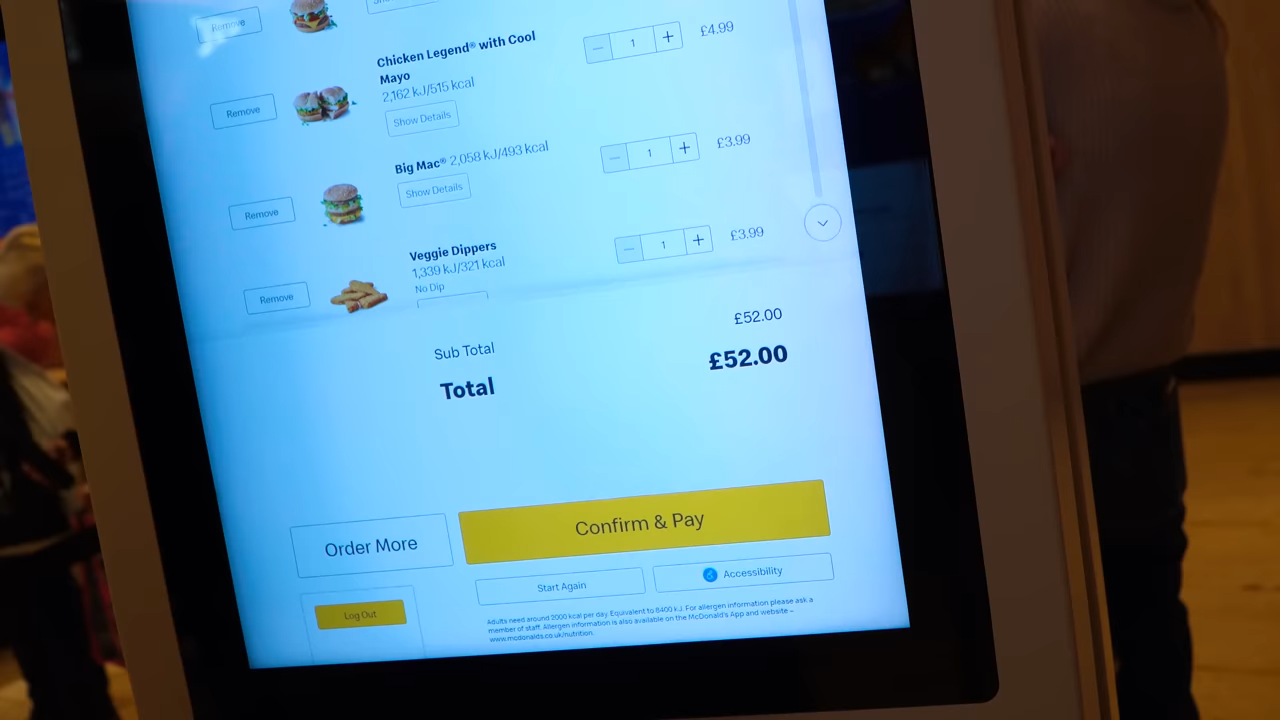 Remove
Chicken Legend® with Cool
Mayo
2,162 kJ/515 kcal
Show Details
Remove
− 1 +
£4.99
Big Mac® 2,058 kJ/493 kcal
Show Details
Remove
− 1 +
£3.99
Veggie Dippers
1,339 kJ/321 kcal
No Dip
Remove
− 1 +
£3.99
Sub Total £52.00
Total £52.00
Order More
Confirm & Pay
Start Again
Accessibility
Log Out
Adults need around 2000 kcal per day. Equivalent to 8400 kJ. For allergen information please ask a
member of staff. Allergen information is also available on the McDonald's App and website –
www.mcdonalds.co.uk/nutrition.